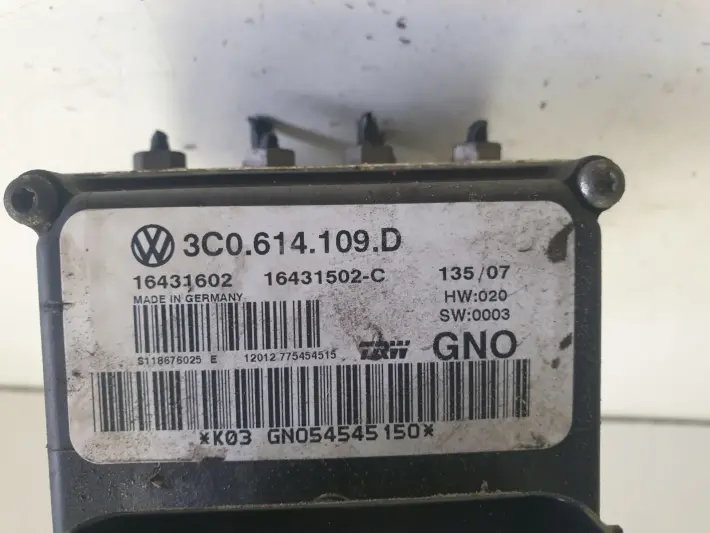 3C0.614.109.D
16431602 16431502-C 135/07
MADE IN GERMANY HW:020
SW:0003
S118676025 E 12012 775454515 TRW GNO
*K03 GNO54545150*